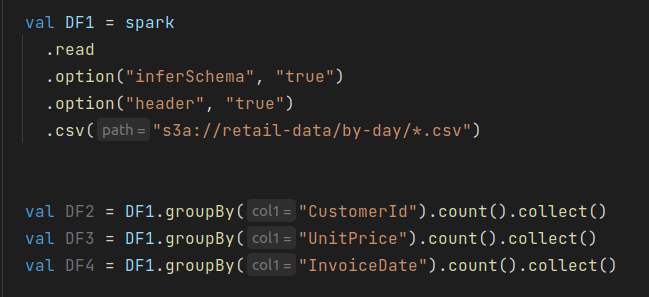 val DF1 = spark
.read
.option("inferSchema", "true")
.option("header", "true")
.csv( path = "s3a://retail-data/by-day/*.csv")
val DF2 = DF1.groupBy( col1 = "CustomerId").count().collect()
val DF3 = DF1.groupBy( col1 = "UnitPrice").count().collect()
val DF4 = DF1.groupBy( col1 = "InvoiceDate").count().collect()